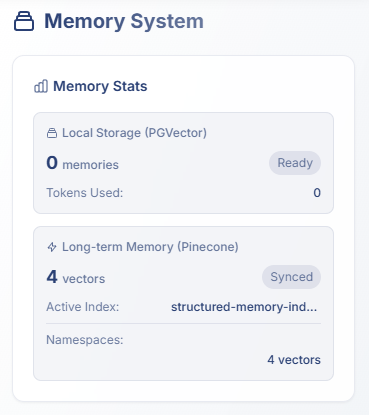 Memory System
Memory Stats
Local Storage (PGVector)
0 memories
Ready
Tokens Used:
0
Long-term Memory (Pinecone)
4 vectors
Synced
Active Index:
structured-memory-ind...
Namespaces:
4 vectors